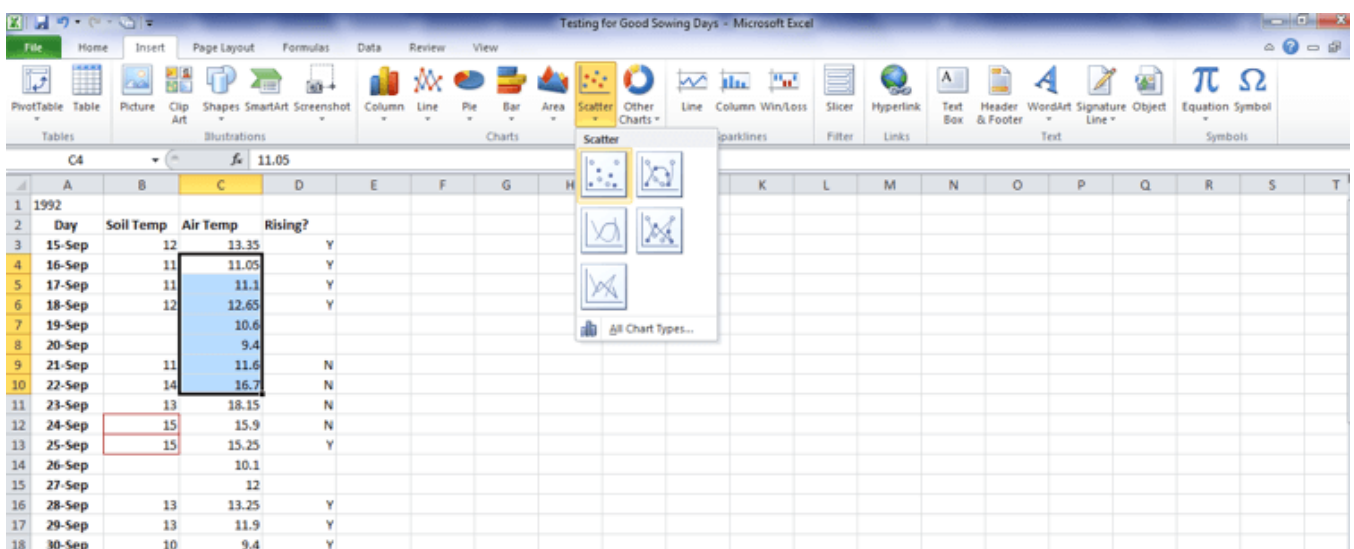 Testing for Good Sowing Days - Microsoft Excel
File Home Insert Page Layout Formulas Data Review View
PivotTable Table Picture Clip Art Shapes SmartArt Screenshot Column Line Pie Bar Area Scatter Other Charts Line Column Win/Loss Slicer Hyperlink Text Box Header & Footer WordArt Signature Line Object Equation Symbol
Tables Illustrations Charts Sparklines Filter Links Text Symbols
C4 fx 11.05
Scatter
All Chart Types...
A B C D E F G H K L M N O P Q R S T
1 1992
2 Day Soil Temp Air Temp Rising?
3 15-Sep 12 13.35 Y
4 16-Sep 11 11.05 Y
5 17-Sep 11 11.1 Y
6 18-Sep 12 12.65 Y
7 19-Sep 10.6
8 20-Sep 9.4
9 21-Sep 11 11.6 N
10 22-Sep 14 16.7 N
11 23-Sep 13 18.15 N
12 24-Sep 15 15.9 N
13 25-Sep 15 15.25 Y
14 26-Sep 10.1
15 27-Sep 12
16 28-Sep 13 13.25 Y
17 29-Sep 13 11.9 Y
18 30-Sep 10 9.4 Y